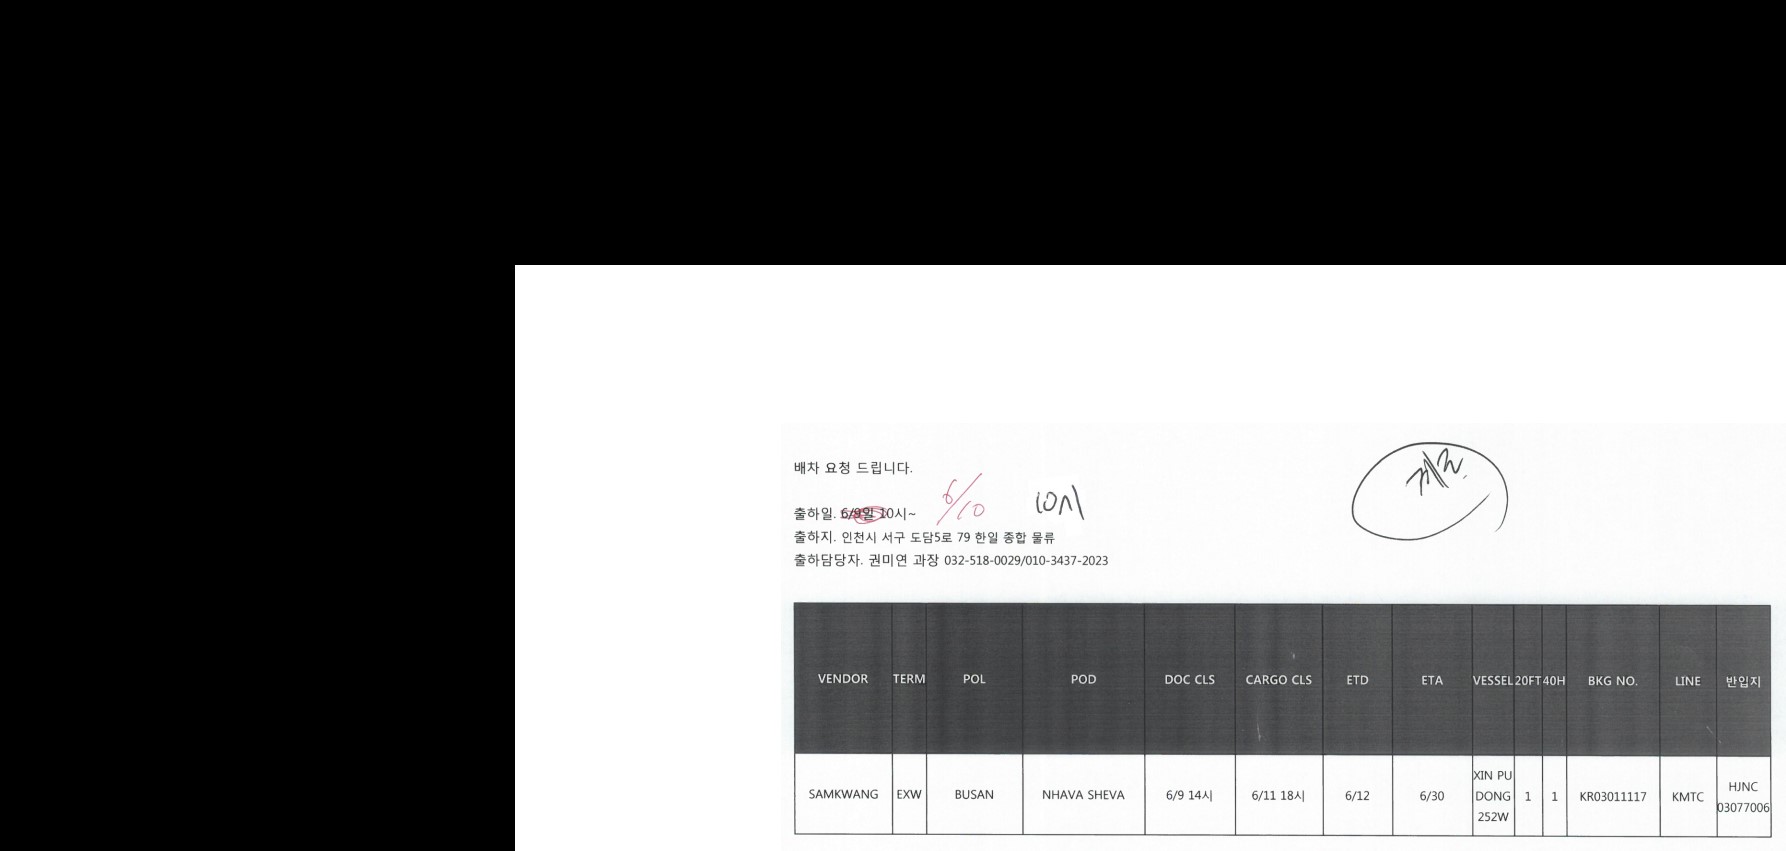 배차 요청 드립니다.
6/10 10시
출하일. 6/9일 10시~
출하지. 인천시 서구 도담5로 79 한일 종합 물류
출하담당자. 권미연 과장 032-518-0029/010-3437-2023
VENDOR TERM POL POD DOC CLS CARGO CLS ETD ETA VESSEL 20FT 40H BKG NO. LINE 반입지
SAMKWANG EXW BUSAN NHAVA SHEVA 6/9 14시 6/11 18시 6/12 6/30 XIN PU DONG 252W 1 1 KR03011117 KMTC HJNC 03077006